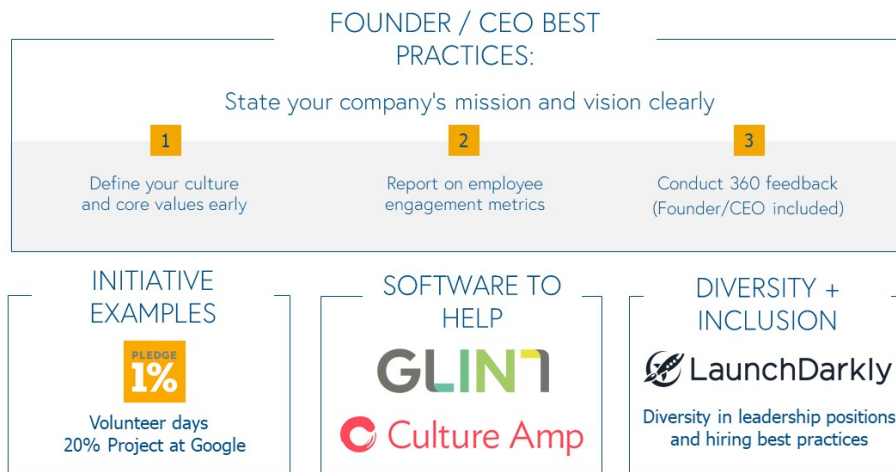 FOUNDER / CEO BEST
PRACTICES:
State your company's mission and vision clearly
1
Define your culture
and core values early
2
Report on employee
engagement metrics
3
Conduct 360 feedback
(Founder/CEO included)
INITIATIVE
EXAMPLES
PLEDGE
1%
Volunteer days
20% Project at Google
SOFTWARE TO
HELP
GLINT
Culture Amp
DIVERSITY +
INCLUSION
LaunchDarkly
Diversity in leadership positions
and hiring best practices